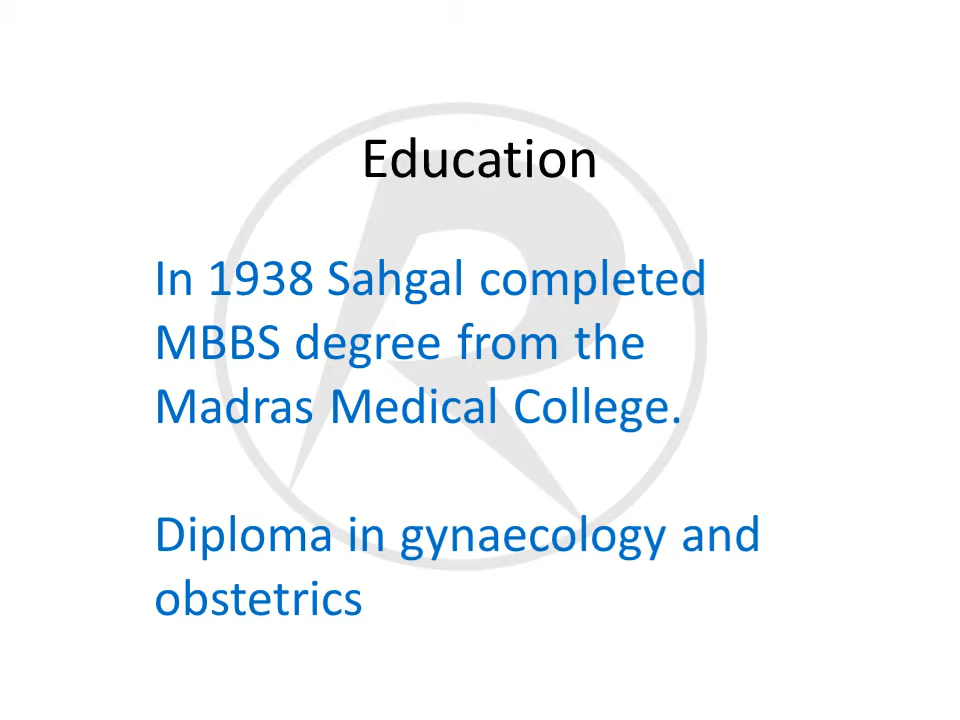 Education
In 1938 Sahgal completed
MBBS degree from the
Madras Medical College.
Diploma in gynaecology and
obstetrics